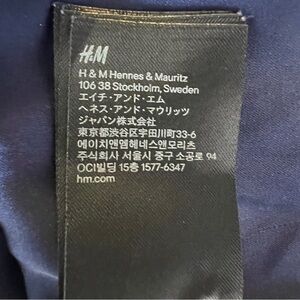 H&M
H & M Hennes & Mauritz
106 38 Stockholm, Sweden
エイチ・アンド・エム
ヘネス・アンド・マウリッツ
ジャパン株式会社
東京都渋谷区宇田川町33-6
에이치앤엠헤네스앤모리츠
주식회사 서울시 중구 소공로 94
OCI빌딩 15층 1577-6347
hm.com